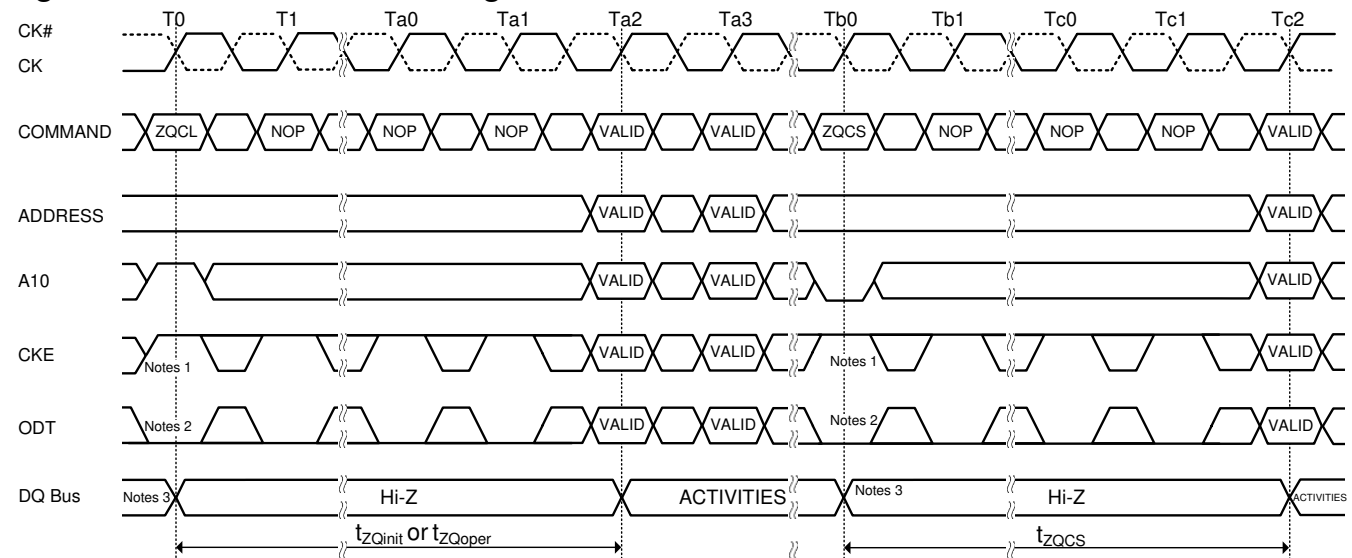 T0 T1 Ta0 Ta1 Ta2 Ta3 Tb0 Tb1 Tc0 Tc1 Tc2
CK#
CK
COMMAND ZQCL NOP NOP NOP VALID VALID ZQCS NOP NOP NOP VALID
ADDRESS VALID VALID VALID
A10 VALID VALID VALID
CKE Notes 1 VALID VALID Notes 1 VALID
ODT Notes 2 VALID VALID Notes 2 VALID
DQ Bus Notes 3 Hi-Z ACTIVITIES Notes 3 Hi-Z ACTIVITIES
tZQinit or tZQoper tZQCS